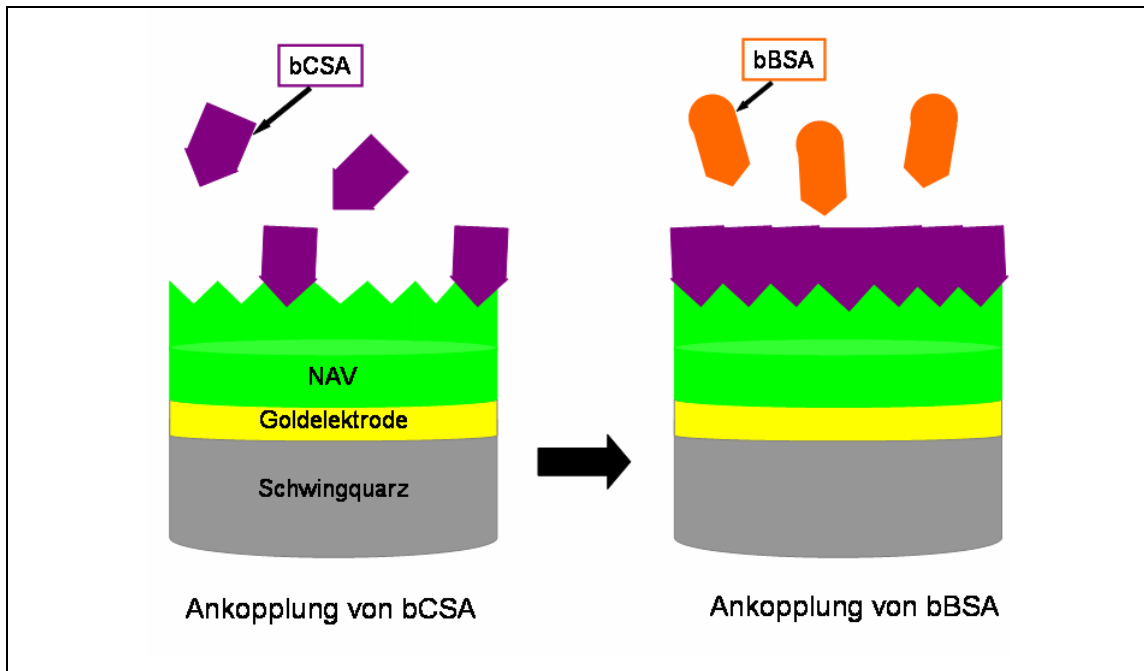 bCSA
bBSA
NAV
Goldelektrode
Schwingquarz
Ankopplung von bCSA
Ankopplung von bBSA